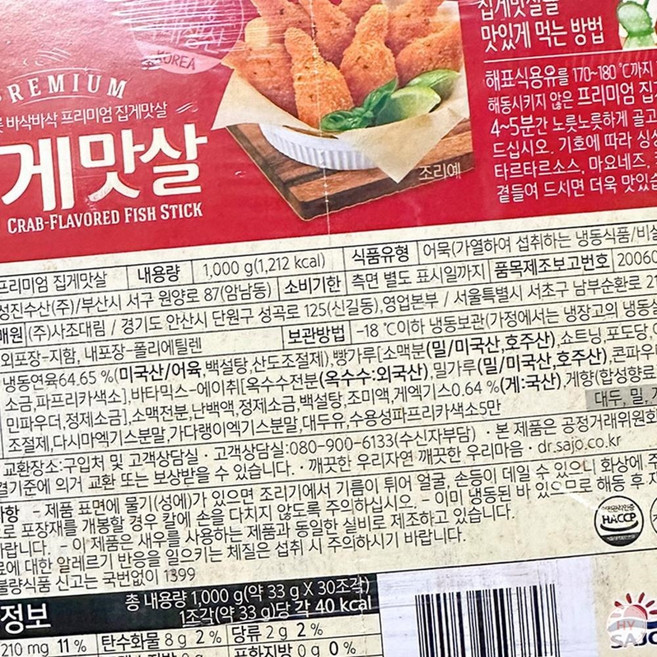 집게맛살을
맛있게 먹는 방법
KOREA
PREMIUM
바삭바삭 프리미엄 집게맛살
게맛살
CRAB-FLAVORED FISH STICK
조리예
해표식용유를 170~180 ℃까지
해동시키지 않은 프리미엄 집게
4~5분간 노릇노릇하게 골고
드십시오. 기호에 따라 싱싱
타르타르소스, 마요네즈,
곁들여 드시면 더욱 맛있습
프리미엄 집게맛살 내용량 1,000 g(1,212 kcal) 식품유형 어묵(가열하여 섭취하는 냉동식품/비살
성진수산(주)/부산시 서구 원양로 87(암남동) 소비기한 측면 별도 표시일까지 품목제조보고번호 20060
(주)사조대림 / 경기도 안산시 단원구 성곡로 125(신길동), 영업본부 / 서울특별시 서초구 남부순환로 21
외포장-지함, 내포장-폴리에틸렌 보관방법 -18 ℃이하 냉동보관(가정에서는 냉장고의 냉동실
냉동연육64.65 %(미국산/어육,백설탕,산도조절제),빵가루[소맥분(밀/미국산,호주산),쇼트닝,포도당,이
소금,파프리카색소],바타믹스-에이취[옥수수전분(옥수수:외국산),밀가루(밀/미국산,호주산),콘파우
민파우더,정제소금],소맥전분,난백액,정제소금,백설탕,조미액,게엑기스0.64 %(게:국산),게향(합성향료
조절제,다시마엑기스분말,가다랭이엑기스분말,대두유,수용성파프리카색소5만 대두, 밀,
교환장소:구입처 및 고객상담실 · 고객상담실:080-900-6133(수신자부담) · 본 제품은 공정거래위원회
결기준에 의거 교환 또는 보상받을 수 있습니다. · 깨끗한 우리자연 깨끗한 우리마음 · dr.sajo.co.kr
사항 - 제품 표면에 물기(성에)가 있으면 조리기에서 기름이 튀어 얼굴, 손등이 데일 수 있으니 화상에 주
로 포장재를 개봉할 경우 칼에 손을 다치지 않도록 주의하십시오. - 이미 냉동된 바 있으므로 해동 후 재
바랍니다. - 이 제품은 새우를 사용하는 제품과 동일한 설비로 제조하고 있습니다.
료에 대한 알레르기 반응을 일으키는 체질은 섭취 시 주의하시기 바랍니다.
불량식품 신고는 국번없이 1399
HACCP
정보 총 내용량 1,000 g(약 33 g X 30조각)
1조각(약 33 g)당 각 40 kcal
210 mg 11 % 탄수화물 8 g 2 % 당류 2 g 2 %
포화지방 0 g 0 %
HV
SAJO